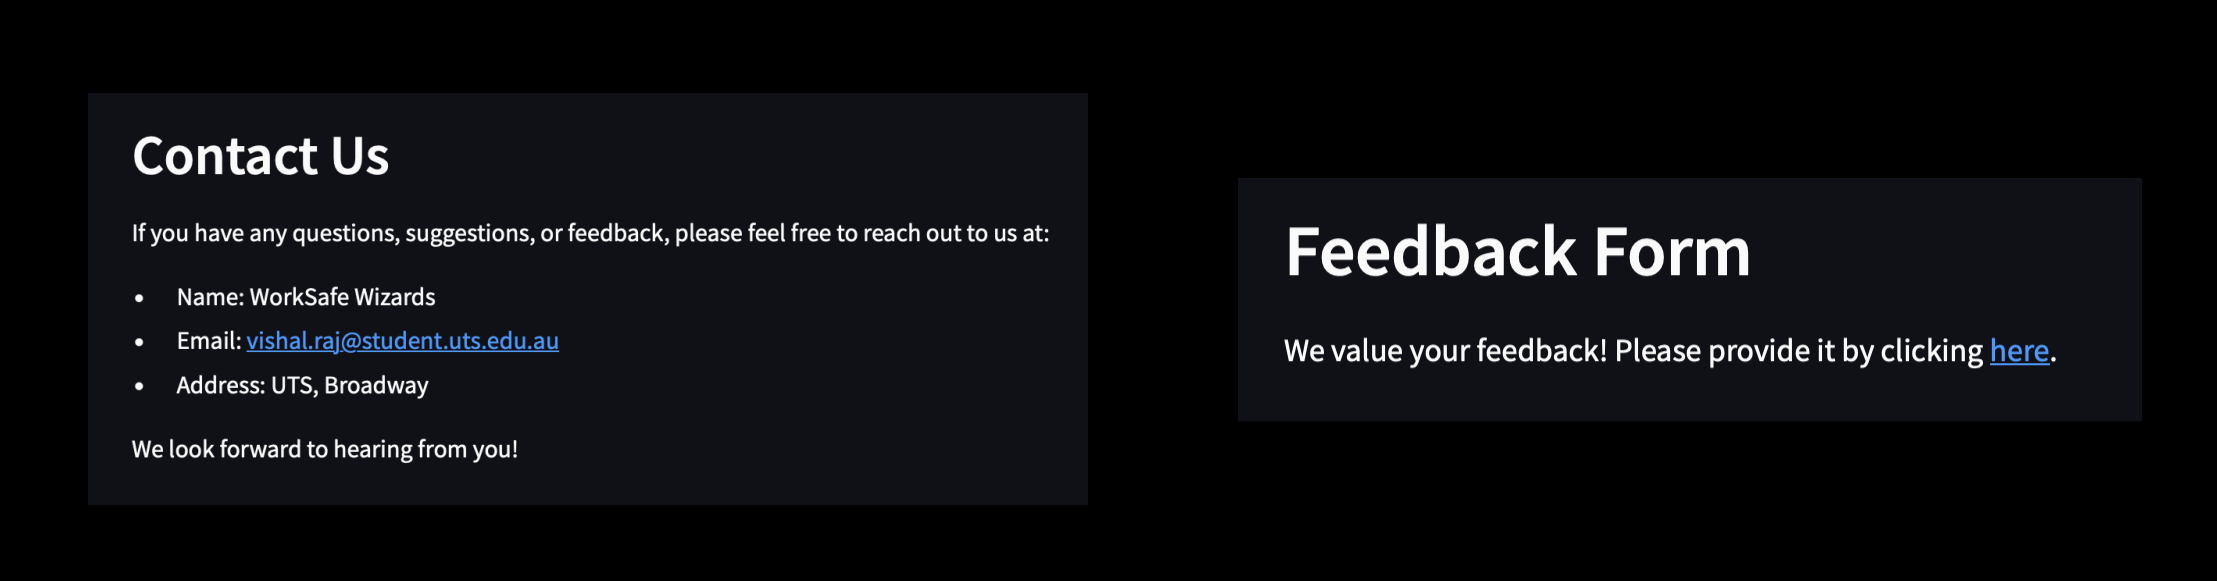 Contact Us
If you have any questions, suggestions, or feedback, please feel free to reach out to us at:
• Name: WorkSafe Wizards
• Email: vishal.raj@student.uts.edu.au
• Address: UTS, Broadway
We look forward to hearing from you!
Feedback Form
We value your feedback! Please provide it by clicking here.